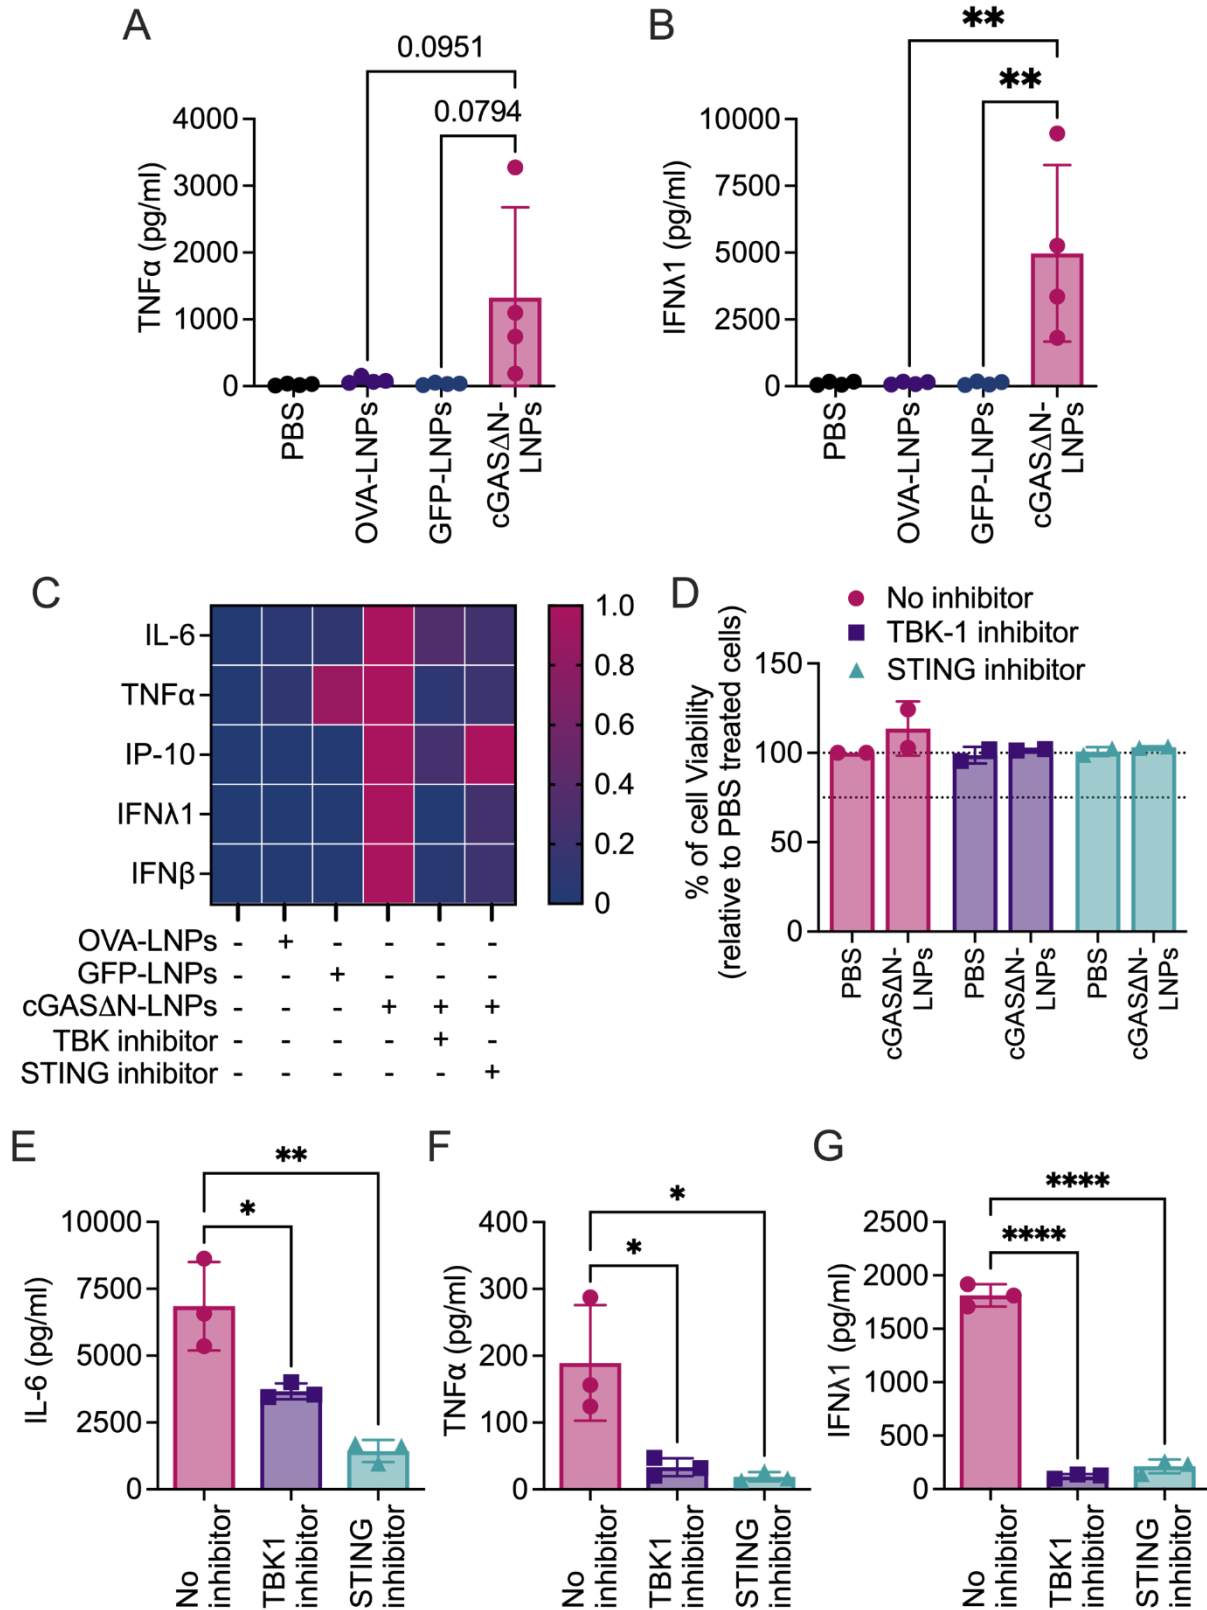 A
0.0951
0.0794
4000
3000
2000
1000
0
TNFα (pg/ml)
PBS
OVA-LNPs
GFP-LNPs
cGASΔN-
LNPs
B
**
**
10000
7500
5000
2500
0
IFNλ1 (pg/ml)
PBS
OVA-LNPs
GFP-LNPs
cGASΔN-
LNPs
C
IL-6
TNFα
IP-10
IFNλ1
IFNβ
1.0
0.8
0.6
0.4
0.2
0
OVA-LNPs - + - - - -
GFP-LNPs - - + - - -
cGASΔN-LNPs - - - + + +
TBK inhibitor - - - - + -
STING inhibitor - - - - - +
D
No inhibitor
TBK-1 inhibitor
STING inhibitor
% of cell Viability
(relative to PBS treated cells)
150
100
50
0
PBS
cGASΔN-
LNPs
PBS
cGASΔN-
LNPs
PBS
cGASΔN-
LNPs
E
**
*
10000
7500
5000
2500
0
IL-6 (pg/ml)
No
inhibitor
TBK1
inhibitor
STING
inhibitor
F
*
*
400
300
200
100
0
TNFα (pg/ml)
No
inhibitor
TBK1
inhibitor
STING
inhibitor
G
****
****
2500
2000
1500
1000
500
0
IFNλ1 (pg/ml)
No
inhibitor
TBK1
inhibitor
STING
inhibitor